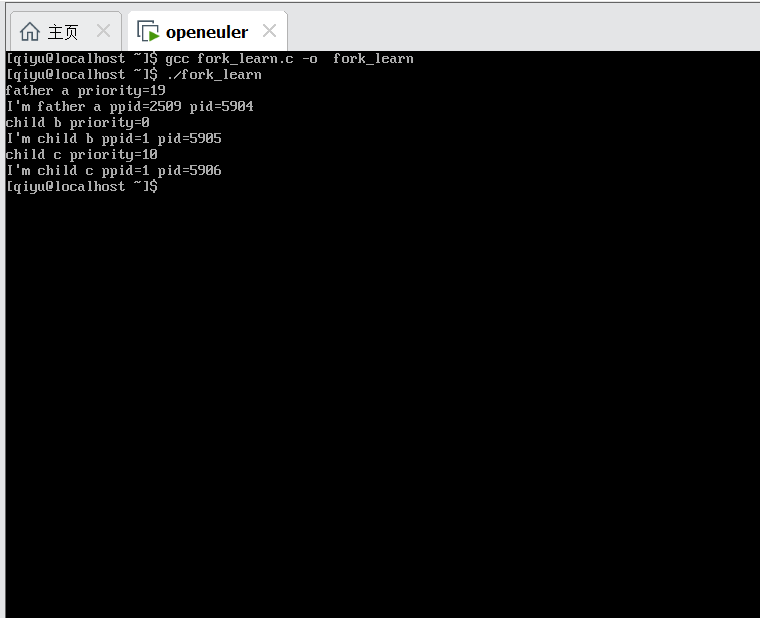 主页
openeuler
[qiyu@localhost ~]$ gcc fork_learn.c -o  fork_learn
[qiyu@localhost ~]$ ./fork_learn
father a priority=19
I'm father a ppid=2509 pid=5904
child b priority=0
I'm child b ppid=1 pid=5905
child c priority=10
I'm child c ppid=1 pid=5906
[qiyu@localhost ~]$